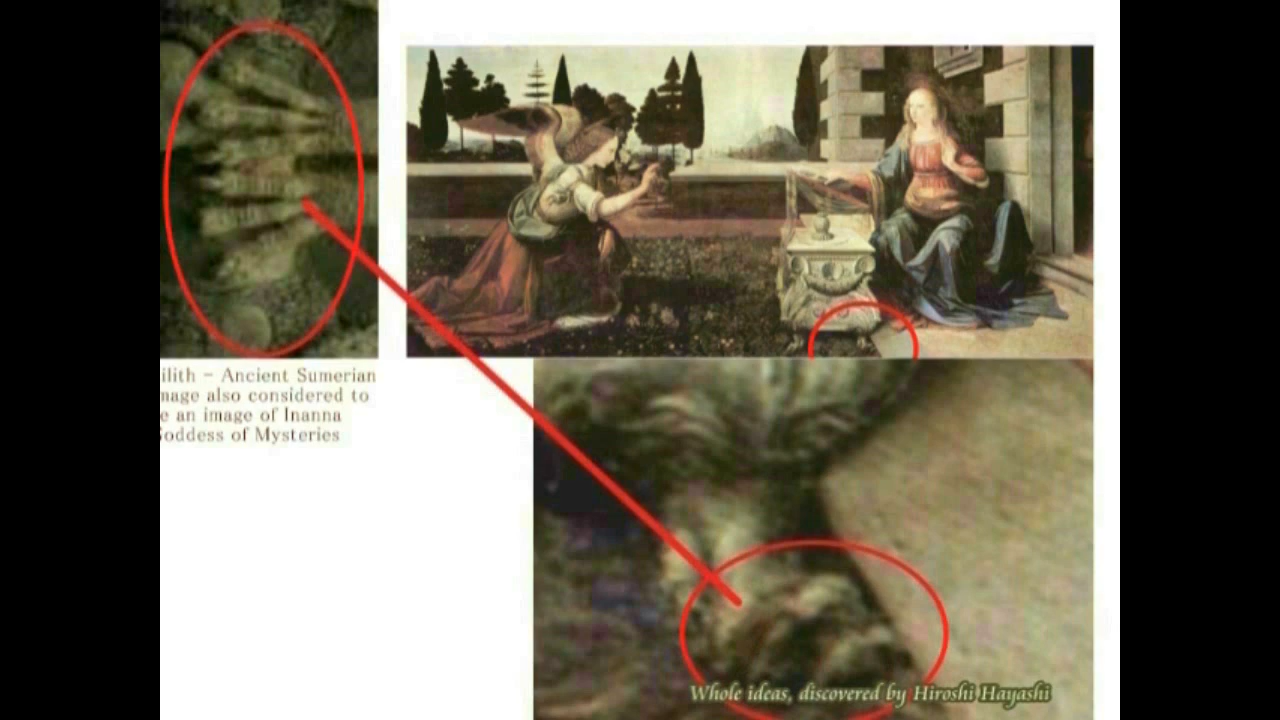 ilith – Ancient Sumerian
mage also considered to
e an image of Inanna
Goddess of Mysteries
Whole ideas, discovered by Hiroshi Hayashi